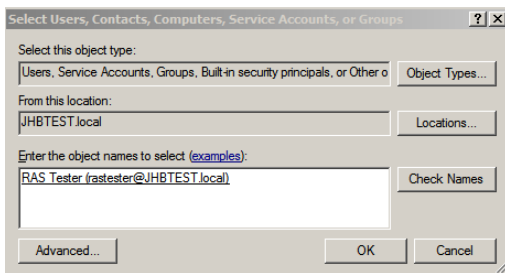 Select Users, Contacts, Computers, Service Accounts, or Groups
Select this object type:
Users, Service Accounts, Groups, Built-in security principals, or Other o
Object Types...
From this location:
JHBTEST.local
Locations...
Enter the object names to select (examples):
RAS Tester (rastester@JHBTEST.local)
Check Names
Advanced...
OK
Cancel